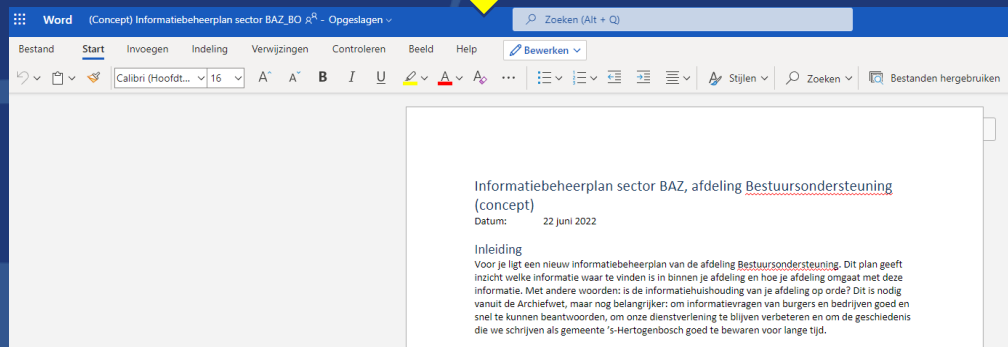 Word (Concept) Informatiebeheerplan sector BAZ_BO - Opgeslagen Zoeken (Alt + Q)
Bestand Start Invoegen Indeling Verwijzingen Controleren Beeld Help Bewerken
Calibri (Hoofdt... 16 A A B I U A A ... Stijlen Zoeken Bestanden hergebruiken
Informatiebeheerplan sector BAZ, afdeling Bestuursondersteuning
(concept)
Datum: 22 juni 2022
Inleiding
Voor je ligt een nieuw informatiebeheerplan van de afdeling Bestuursondersteuning. Dit plan geeft
inzicht welke informatie waar te vinden is in binnen je afdeling en hoe je afdeling omgaat met deze
informatie. Met andere woorden: is de informatiehuishouding van je afdeling op orde? Dit is nodig
vanuit de Archiefwet, maar nog belangrijker: om informatievragen van burgers en bedrijven goed en
snel te kunnen beantwoorden, om onze dienstverlening te blijven verbeteren en om de geschiedenis
die we schrijven als gemeente 's-Hertogenbosch goed te bewaren voor lange tijd.